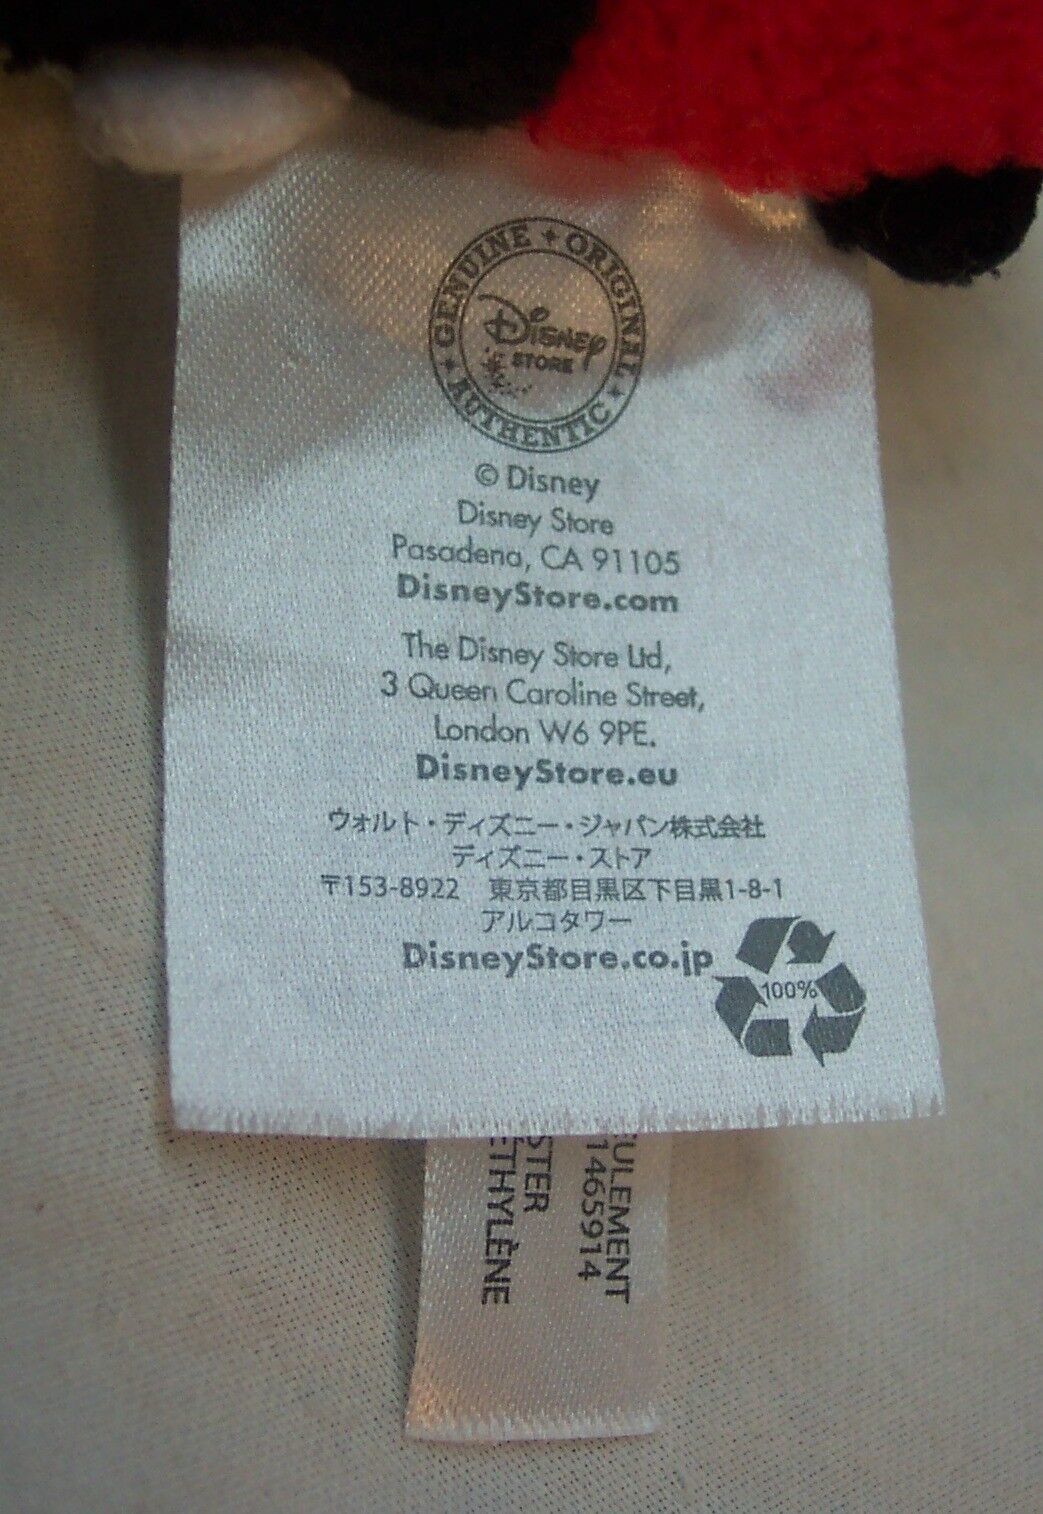 GENUINE ✦ ORIGINAL ✦ AUTHENTIC ✦
Disney
STORE
© Disney
Disney Store
Pasadena, CA 91105
DisneyStore.com
The Disney Store Ltd,
3 Queen Caroline Street,
London W6 9PE.
DisneyStore.eu
ウォルト・ディズニー・ジャパン株式会社
ディズニー・ストア
〒153-8922　東京都目黒区下目黒1-8-1
アルコタワー
DisneyStore.co.jp
100%
EULEMENT
1465914
STER
ÉTHYLÈNE